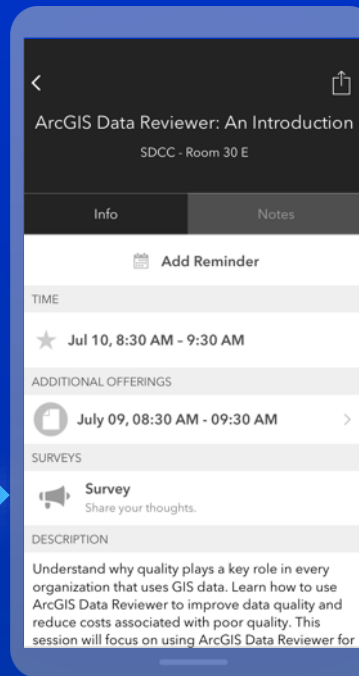 ArcGIS Data Reviewer: An Introduction
SDCC - Room 30 E
Info
Notes
Add Reminder
TIME
Jul 10, 8:30 AM – 9:30 AM
ADDITIONAL OFFERINGS
July 09, 08:30 AM - 09:30 AM
SURVEYS
Survey
Share your thoughts.
DESCRIPTION
Understand why quality plays a key role in every
organization that uses GIS data. Learn how to use
ArcGIS Data Reviewer to improve data quality and
reduce costs associated with poor quality. This
session will focus on using ArcGIS Data Reviewer for